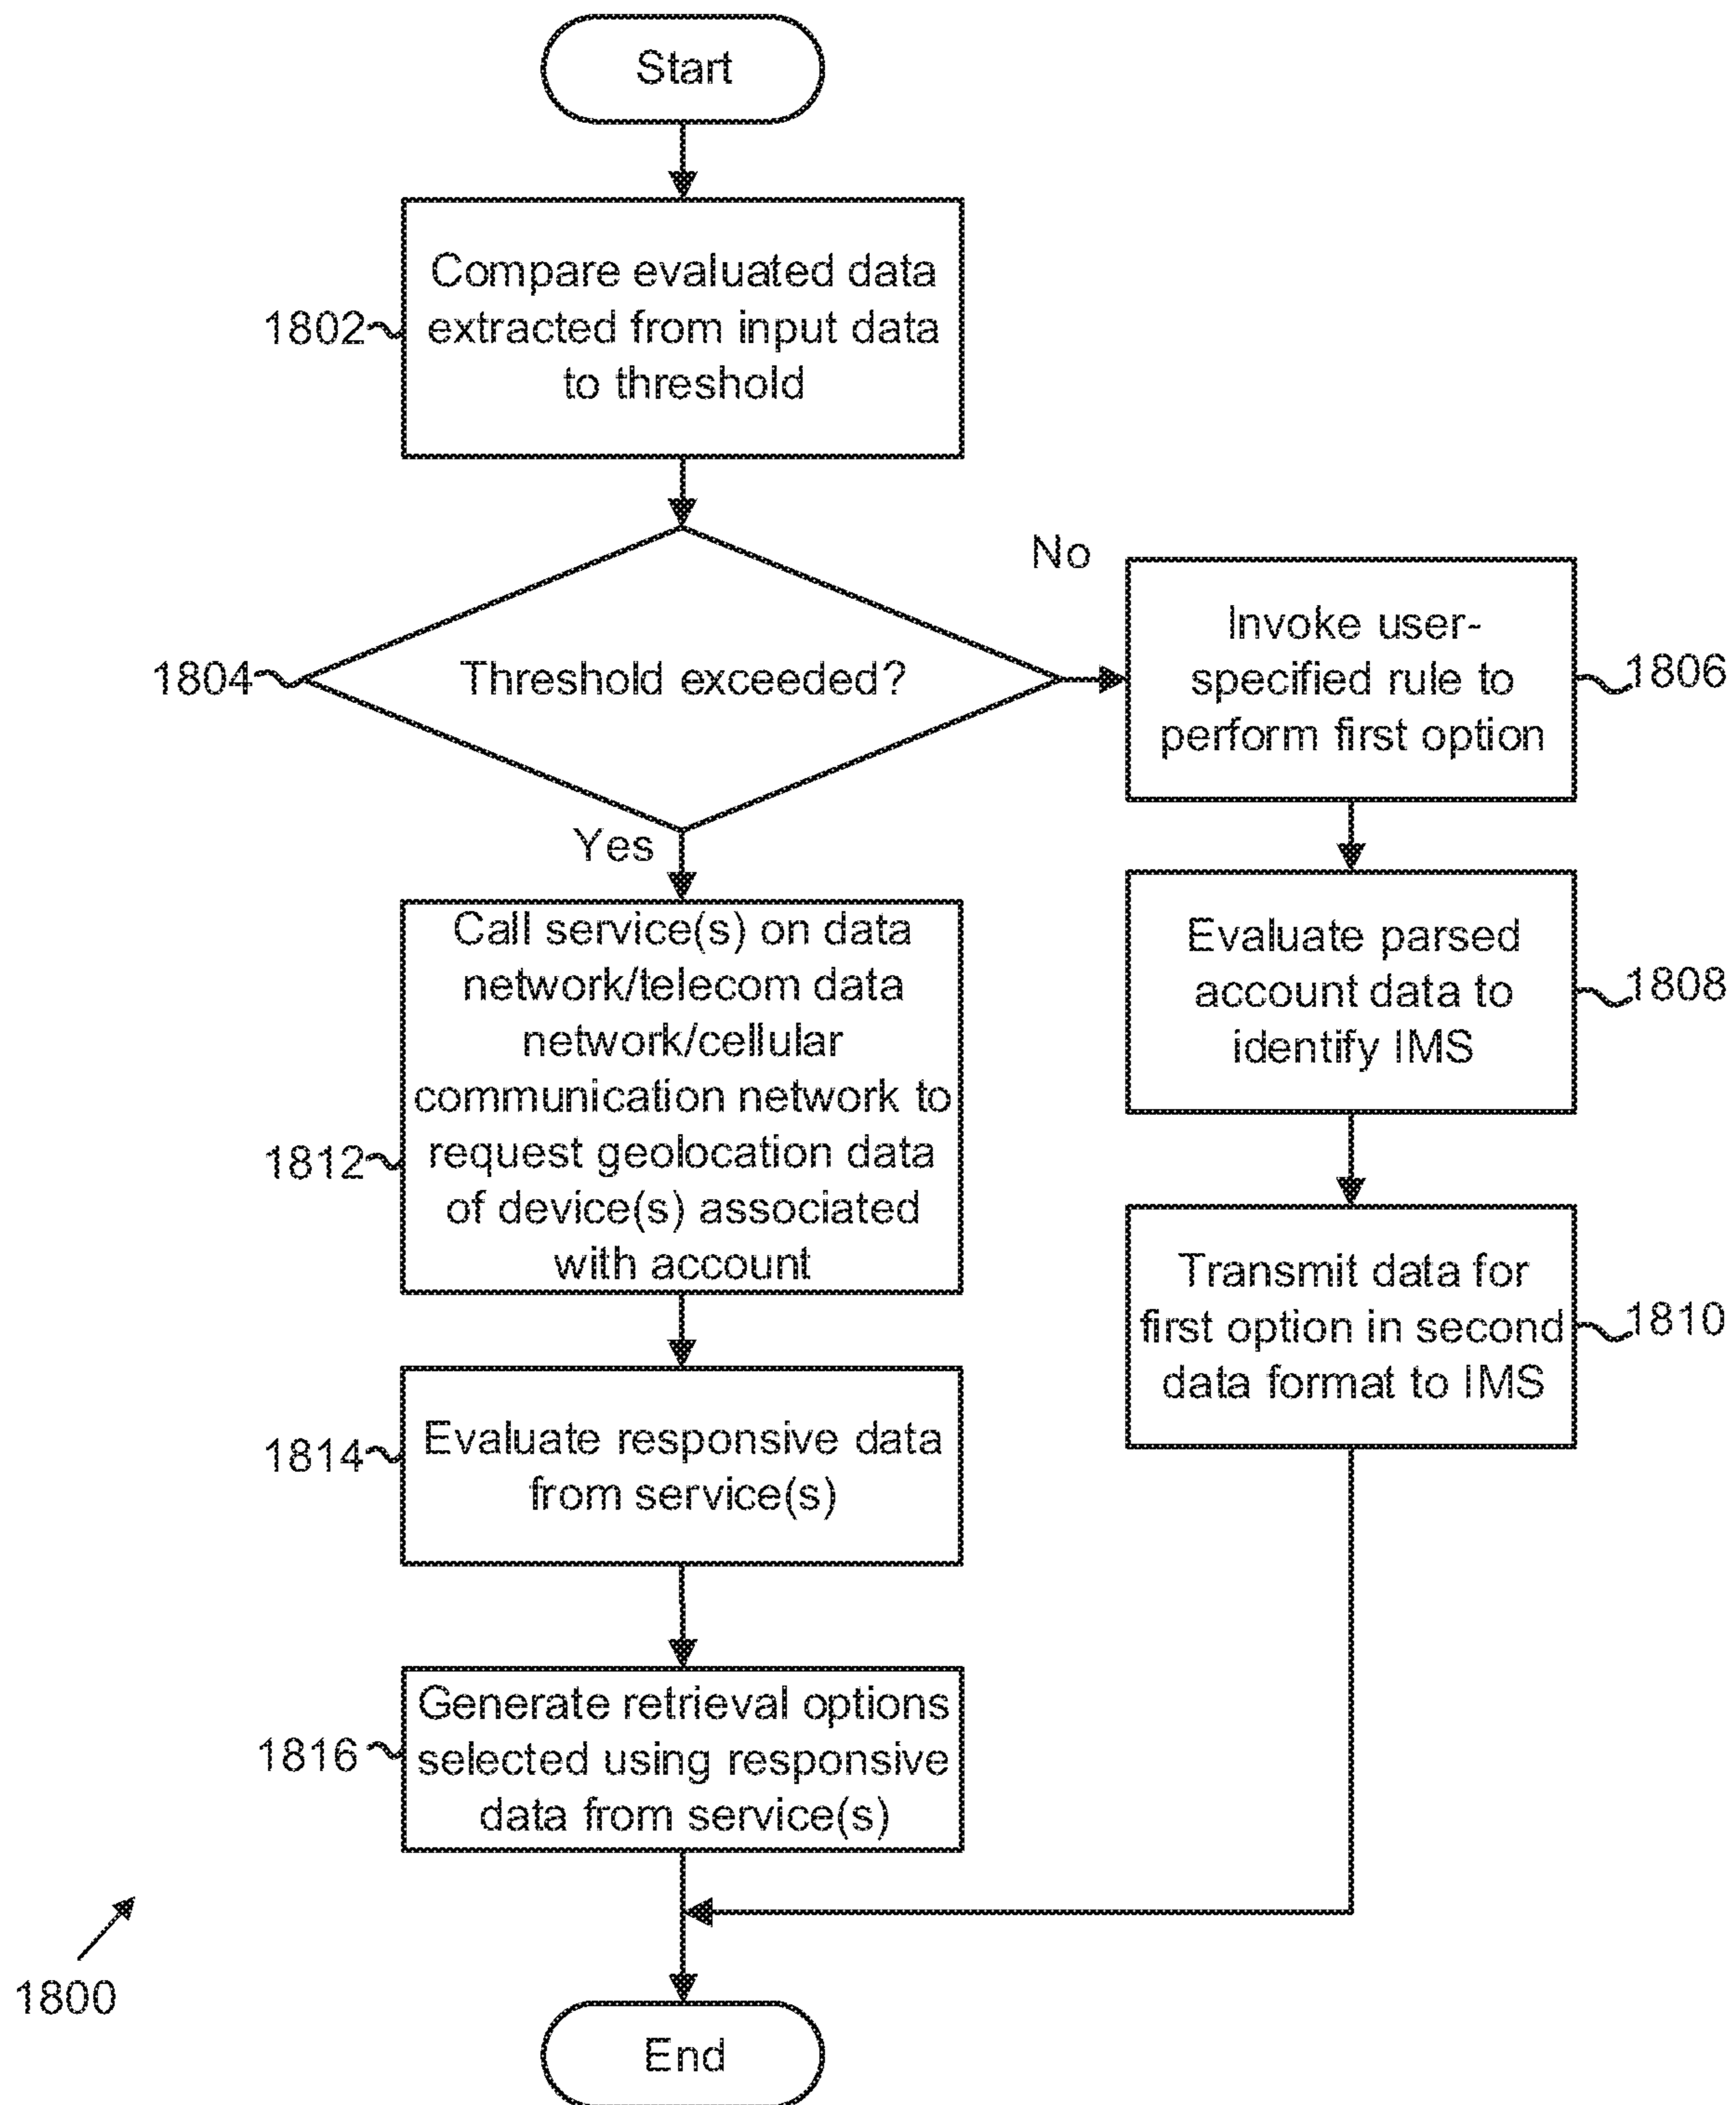 Start
Compare evaluated data
extracted from input data
to threshold
1802
Threshold exceeded?
1804
No
Yes
Invoke user-
specified rule to
perform first option
1806
Evaluate parsed
account data to
identify IMS
1808
Transmit data for
first option in second
data format to IMS
1810
Call service(s) on data
network/telecom data
network/cellular
communication network to
request geolocation data
of device(s) associated
with account
1812
Evaluate responsive data
from service(s)
1814
Generate retrieval options
selected using responsive
data from service(s)
1816
1800
End